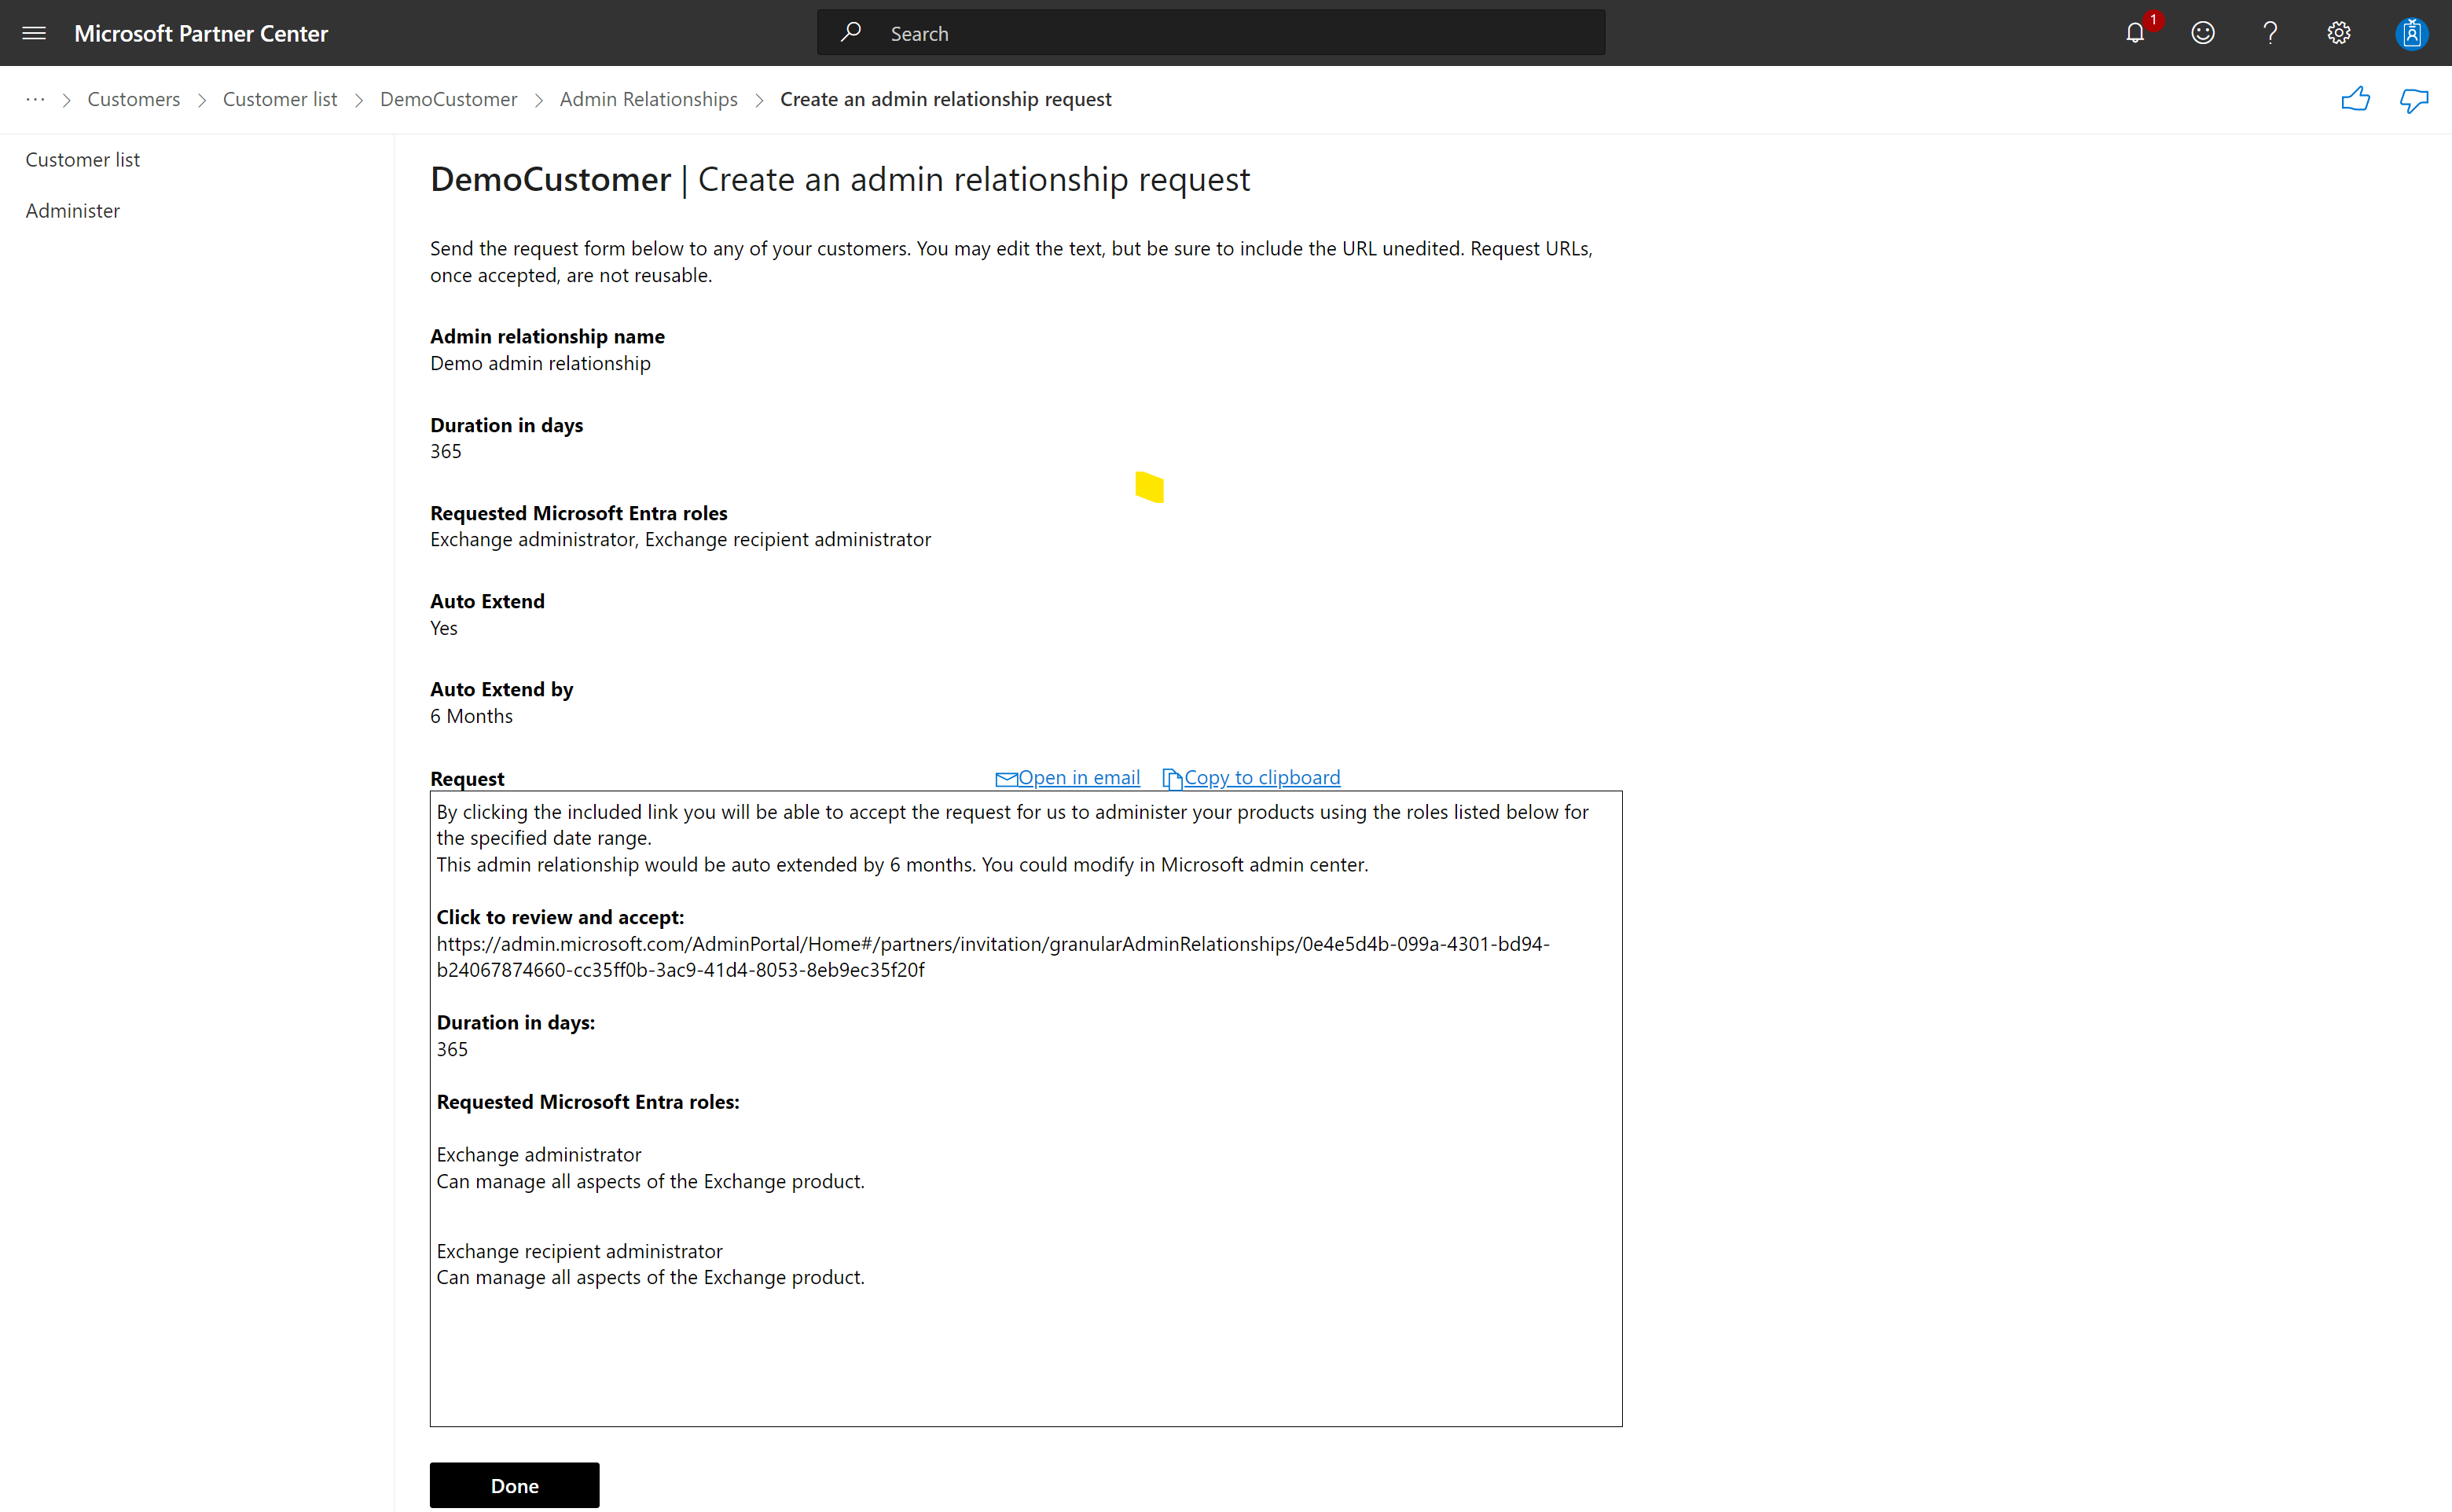 Microsoft Partner Center
Search
1
··· > Customers > Customer list > DemoCustomer > Admin Relationships > Create an admin relationship request
Customer list
Administer
DemoCustomer | Create an admin relationship request
Send the request form below to any of your customers. You may edit the text, but be sure to include the URL unedited. Request URLs,
once accepted, are not reusable.
Admin relationship name
Demo admin relationship
Duration in days
365
Requested Microsoft Entra roles
Exchange administrator, Exchange recipient administrator
Auto Extend
Yes
Auto Extend by
6 Months
Request
Open in email
Copy to clipboard
By clicking the included link you will be able to accept the request for us to administer your products using the roles listed below for
the specified date range.
This admin relationship would be auto extended by 6 months. You could modify in Microsoft admin center.
Click to review and accept:
https://admin.microsoft.com/AdminPortal/Home#/partners/invitation/granularAdminRelationships/0e4e5d4b-099a-4301-bd94-
b24067874660-cc35ff0b-3ac9-41d4-8053-8eb9ec35f20f
Duration in days:
365
Requested Microsoft Entra roles:
Exchange administrator
Can manage all aspects of the Exchange product.
Exchange recipient administrator
Can manage all aspects of the Exchange product.
Done